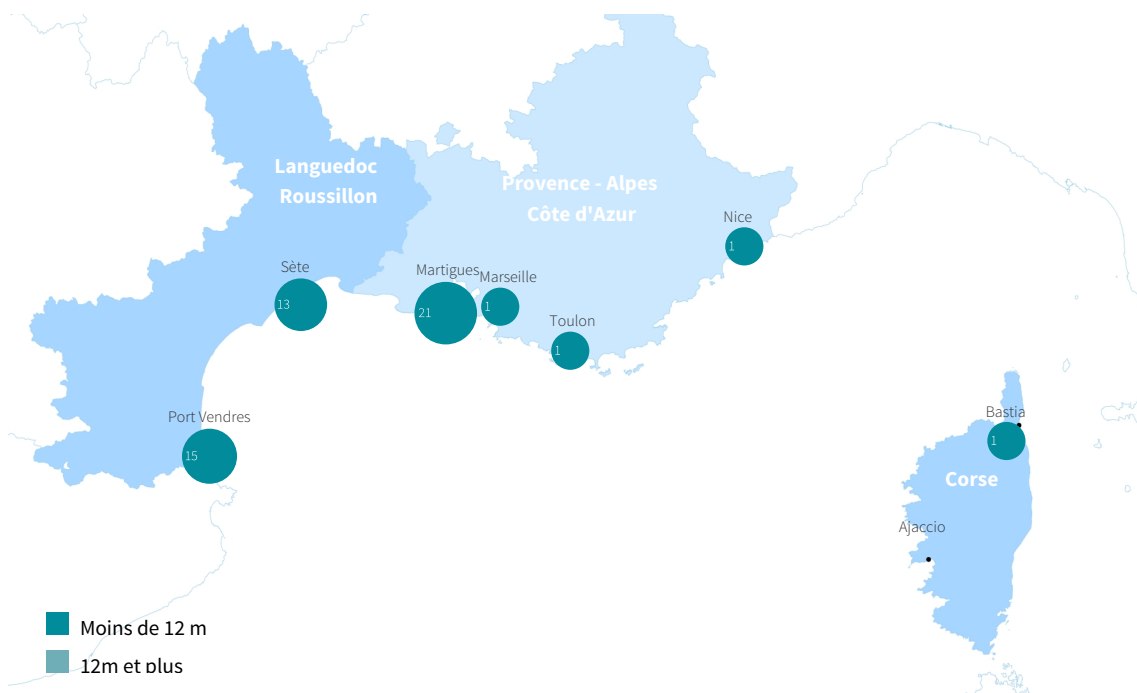 Languedoc
Roussillon
Provence - Alpes
Côte d'Azur
Nice
1
Sète
13
Martigues
21
Marseille
1
Toulon
1
Port Vendres
15
Bastia
1
Corse
Ajaccio
Moins de 12 m
12m et plus